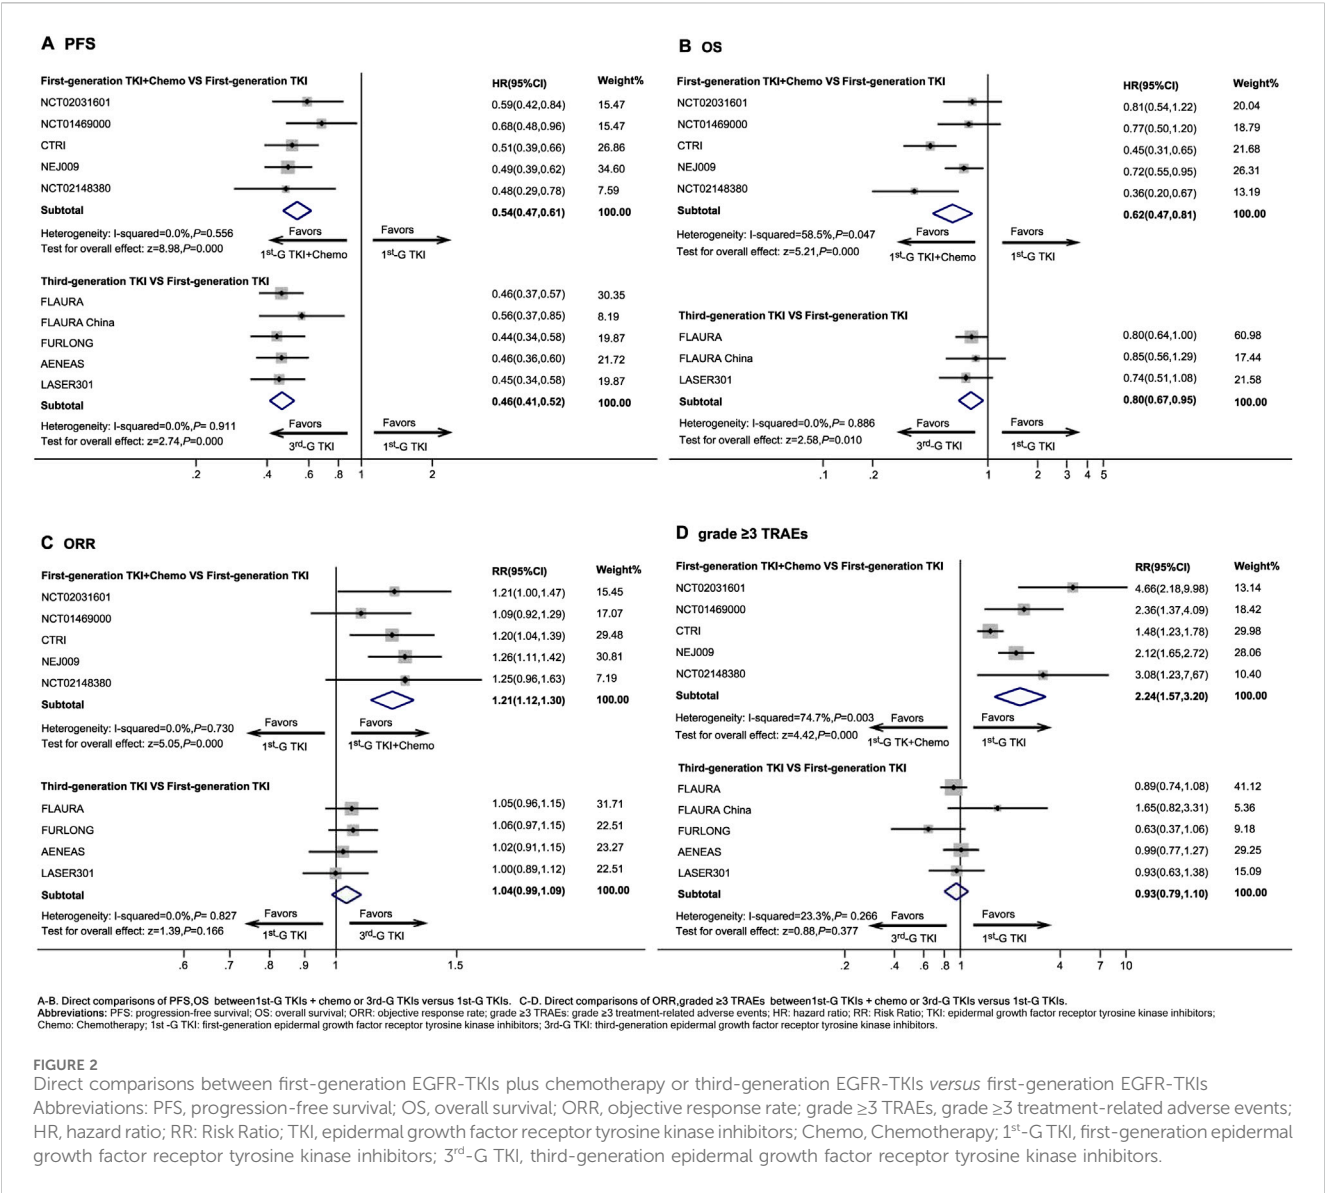 A PFS
First-generation TKI+Chemo VS First-generation TKI HR(95%CI) Weight%
NCT02031601 0.59(0.42,0.84) 15.47
NCT01469000 0.68(0.48,0.96) 15.47
CTRI 0.51(0.39,0.66) 26.86
NEJ009 0.49(0.39,0.62) 34.60
NCT02148380 0.48(0.29,0.78) 7.59
Subtotal 0.54(0.47,0.61) 100.00
Heterogeneity: I-squared=0.0%,P=0.556
Test for overall effect: z=8.98,P=0.000
Favors 1st-G TKI+Chemo
Favors 1st-G TKI
Third-generation TKI VS First-generation TKI
FLAURA 0.46(0.37,0.57) 30.35
FLAURA China 0.56(0.37,0.85) 8.19
FURLONG 0.44(0.34,0.58) 19.87
AENEAS 0.46(0.36,0.60) 21.72
LASER301 0.45(0.34,0.58) 19.87
Subtotal 0.46(0.41,0.52) 100.00
Heterogeneity: I-squared=0.0%,P= 0.911
Test for overall effect: z=2.74,P=0.000
Favors 3rd-G TKI
Favors 1st-G TKI
.2 .4 .6 .8 1 2
B OS
First-generation TKI+Chemo VS First-generation TKI HR(95%CI) Weight%
NCT02031601 0.81(0.54,1.22) 20.04
NCT01469000 0.77(0.50,1.20) 18.79
CTRI 0.45(0.31,0.65) 21.68
NEJ009 0.72(0.55,0.95) 26.31
NCT02148380 0.36(0.20,0.67) 13.19
Subtotal 0.62(0.47,0.81) 100.00
Heterogeneity: I-squared=58.5%,P=0.047
Test for overall effect: z=5.21,P=0.000
Favors 1st-G TKI+Chemo
Favors 1st-G TKI
Third-generation TKI VS First-generation TKI
FLAURA 0.80(0.64,1.00) 60.98
FLAURA China 0.85(0.56,1.29) 17.44
LASER301 0.74(0.51,1.08) 21.58
Subtotal 0.80(0.67,0.95) 100.00
Heterogeneity: I-squared=0.0%,P= 0.886
Test for overall effect: z=2.58,P=0.010
Favors 3rd-G TKI
Favors 1st-G TKI
.1 .2 1 2 3 4 5
C ORR
First-generation TKI+Chemo VS First-generation TKI RR(95%CI) Weight%
NCT02031601 1.21(1.00,1.47) 15.45
NCT01469000 1.09(0.92,1.29) 17.07
CTRI 1.20(1.04,1.39) 29.48
NEJ009 1.26(1.11,1.42) 30.81
NCT02148380 1.25(0.96,1.63) 7.19
Subtotal 1.21(1.12,1.30) 100.00
Heterogeneity: I-squared=0.0%,P=0.730
Test for overall effect: z=5.05,P=0.000
Favors 1st-G TKI
Favors 1st-G TKI+Chemo
Third-generation TKI VS First-generation TKI
FLAURA 1.05(0.96,1.15) 31.71
FURLONG 1.06(0.97,1.15) 22.51
AENEAS 1.02(0.91,1.15) 23.27
LASER301 1.00(0.89,1.12) 22.51
Subtotal 1.04(0.99,1.09) 100.00
Heterogeneity: I-squared=0.0%,P= 0.827
Test for overall effect: z=1.39,P=0.166
Favors 1st-G TKI
Favors 3rd-G TKI
.6 .7 .8 .9 1 1.5
D grade ≥3 TRAEs
First-generation TKI+Chemo VS First-generation TKI RR(95%CI) Weight%
NCT02031601 4.66(2.18,9.98) 13.14
NCT01469000 2.36(1.37,4.09) 18.42
CTRI 1.48(1.23,1.78) 29.98
NEJ009 2.12(1.65,2.72) 28.06
NCT02148380 3.08(1.23,7,67) 10.40
Subtotal 2.24(1.57,3.20) 100.00
Heterogeneity: I-squared=74.7%,P=0.003
Test for overall effect: z=4.42,P=0.000
Favors 1st-G TK+Chemo
Favors 1st-G TKI
Third-generation TKI VS First-generation TKI
FLAURA 0.89(0.74,1.08) 41.12
FLAURA China 1.65(0.82,3.31) 5.36
FURLONG 0.63(0.37,1.06) 9.18
AENEAS 0.99(0.77,1.27) 29.25
LASER301 0.93(0.63,1.38) 15.09
Subtotal 0.93(0.79,1.10) 100.00
Heterogeneity: I-squared=23.3%,P= 0.266
Test for overall effect: z=0.88,P=0.377
Favors 3rd-G TKI
Favors 1st-G TKI
.2 .4 .6 .8 1 4 7 10
A-B. Direct comparisons of PFS,OS between1st-G TKIs + chemo or 3rd-G TKIs versus 1st-G TKIs. C-D. Direct comparisons of ORR,graded ≥3 TRAEs between1st-G TKIs + chemo or 3rd-G TKIs versus 1st-G TKIs.
Abbreviations: PFS: progression-free survival; OS: overall survival; ORR: objective response rate; grade ≥3 TRAEs: grade ≥3 treatment-related adverse events; HR: hazard ratio; RR: Risk Ratio; TKI: epidermal growth factor receptor tyrosine kinase inhibitors;
Chemo: Chemotherapy; 1st -G TKI: first-generation epidermal growth factor receptor tyrosine kinase inhibitors; 3rd-G TKI: third-generation epidermal growth factor receptor tyrosine kinase inhibitors.
FIGURE 2
Direct comparisons between first-generation EGFR-TKIs plus chemotherapy or third-generation EGFR-TKIs versus first-generation EGFR-TKIs
Abbreviations: PFS, progression-free survival; OS, overall survival; ORR, objective response rate; grade ≥3 TRAEs, grade ≥3 treatment-related adverse events;
HR, hazard ratio; RR: Risk Ratio; TKI, epidermal growth factor receptor tyrosine kinase inhibitors; Chemo, Chemotherapy; 1st-G TKI, first-generation epidermal
growth factor receptor tyrosine kinase inhibitors; 3rd-G TKI, third-generation epidermal growth factor receptor tyrosine kinase inhibitors.